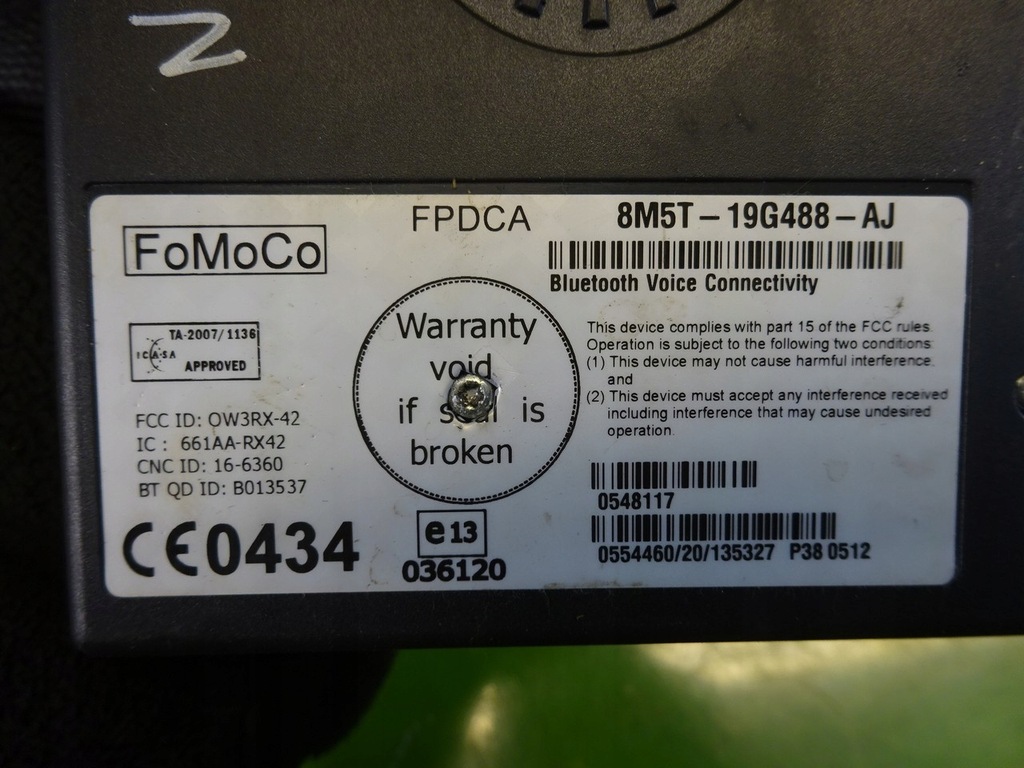 N
FPDCA
8M5T-19G488-AJ
FoMoCo
Bluetooth Voice Connectivity
TA-2007/1136
ICASA
APPROVED
Warranty
void
if seal is
broken
This device complies with part 15 of the FCC rules.
Operation is subject to the following two conditions:
(1) This device may not cause harmful interference,
and
(2) This device must accept any interference received
including interference that may cause undesired
operation.
FCC ID: OW3RX-42
IC : 661AA-RX42
CNC ID: 16-6360
BT QD ID: B013537
0548117
CE0434
e13
036120
0554460/20/135327 P38 0512